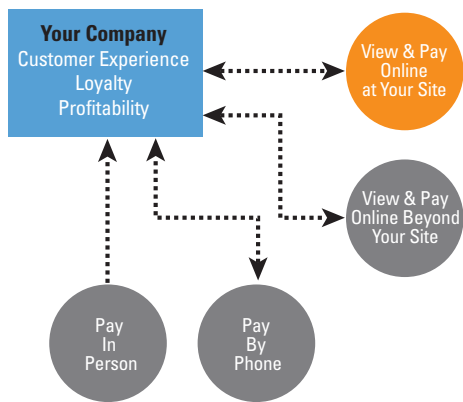 Your Company
Customer Experience
Loyalty
Profitability
View & Pay
Online
at Your Site
View & Pay
Online Beyond
Your Site
Pay
In
Person
Pay
By
Phone